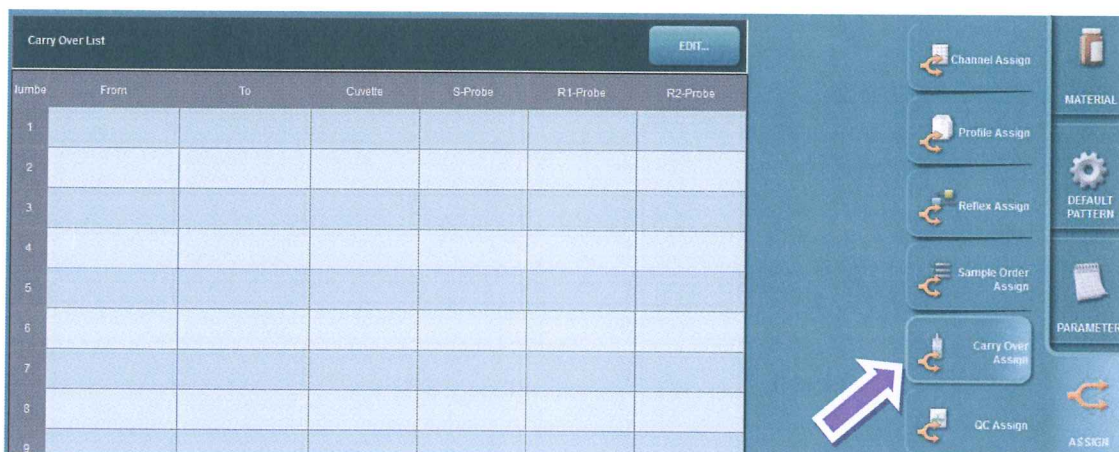 Carry Over List
EDIT...
Numbe From To Cuvette S-Probe R1-Probe R2-Probe
1
2
3
4
5
6
7
8
9
Channel Assign
Profile Assign
Reflex Assign
Sample Order
Assign
Carry Over
Assign
QC Assign
MATERIAL
DEFAULT
PATTERN
PARAMETER
ASSIGN